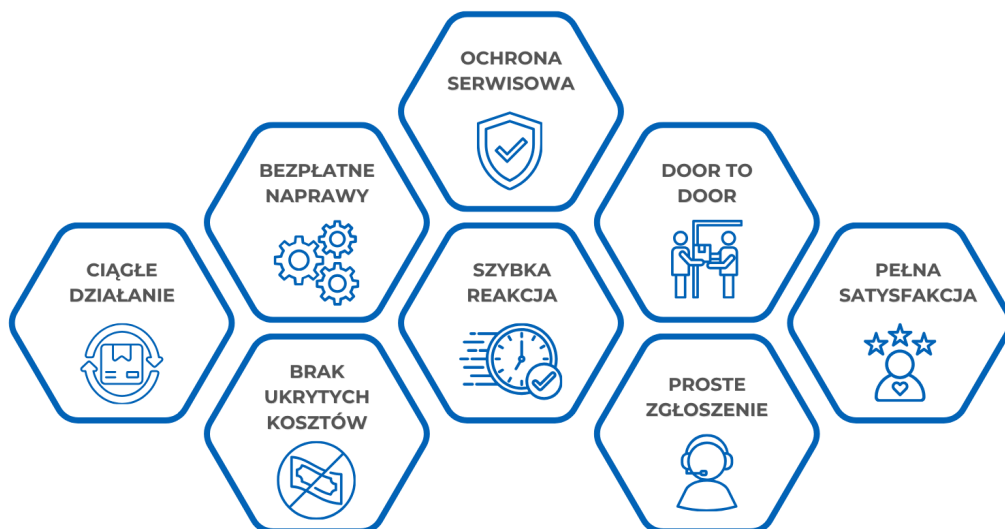 OCHRONA
SERWISOWA
BEZPŁATNE
NAPRAWY
DOOR TO
DOOR
CIĄGŁE
DZIAŁANIE
SZYBKA
REAKCJA
PEŁNA
SATYSFAKCJA
BRAK
UKRYTYCH
KOSZTÓW
PROSTE
ZGŁOSZENIE